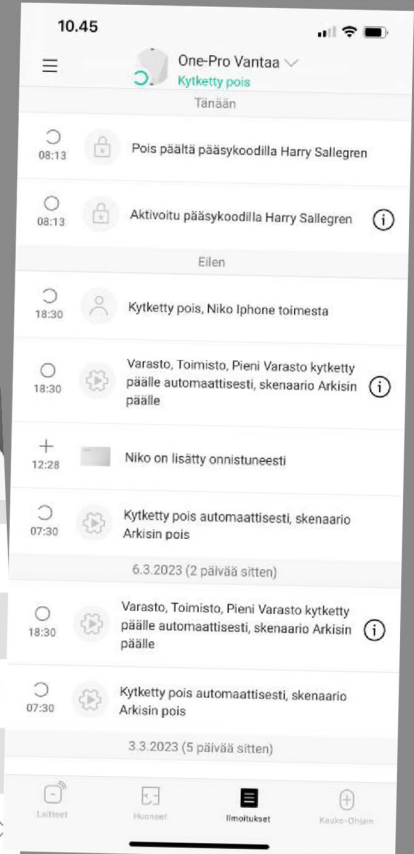 10.45
One-Pro Vantaa
Kytketty pois
Tänään
08:13
Pois päältä pääsykoodilla Harry Sallegren
08:13
Aktivoitu pääsykoodilla Harry Sallegren
Eilen
18:30
Kytketty pois, Niko Iphone toimesta
18:30
Varasto, Toimisto, Pieni Varasto kytketty
päälle automaattisesti, skenaario Arkisin
päälle
12:28
Niko on lisätty onnistuneesti
07:30
Kytketty pois automaattisesti, skenaario
Arkisin pois
6.3.2023 (2 päivää sitten)
18:30
Varasto, Toimisto, Pieni Varasto kytketty
päälle automaattisesti, skenaario Arkisin
päälle
07:30
Kytketty pois automaattisesti, skenaario
Arkisin pois
3.3.2023 (5 päivää sitten)
Laitteet
Huoneet
Ilmoitukset
Kauko-Ohjain